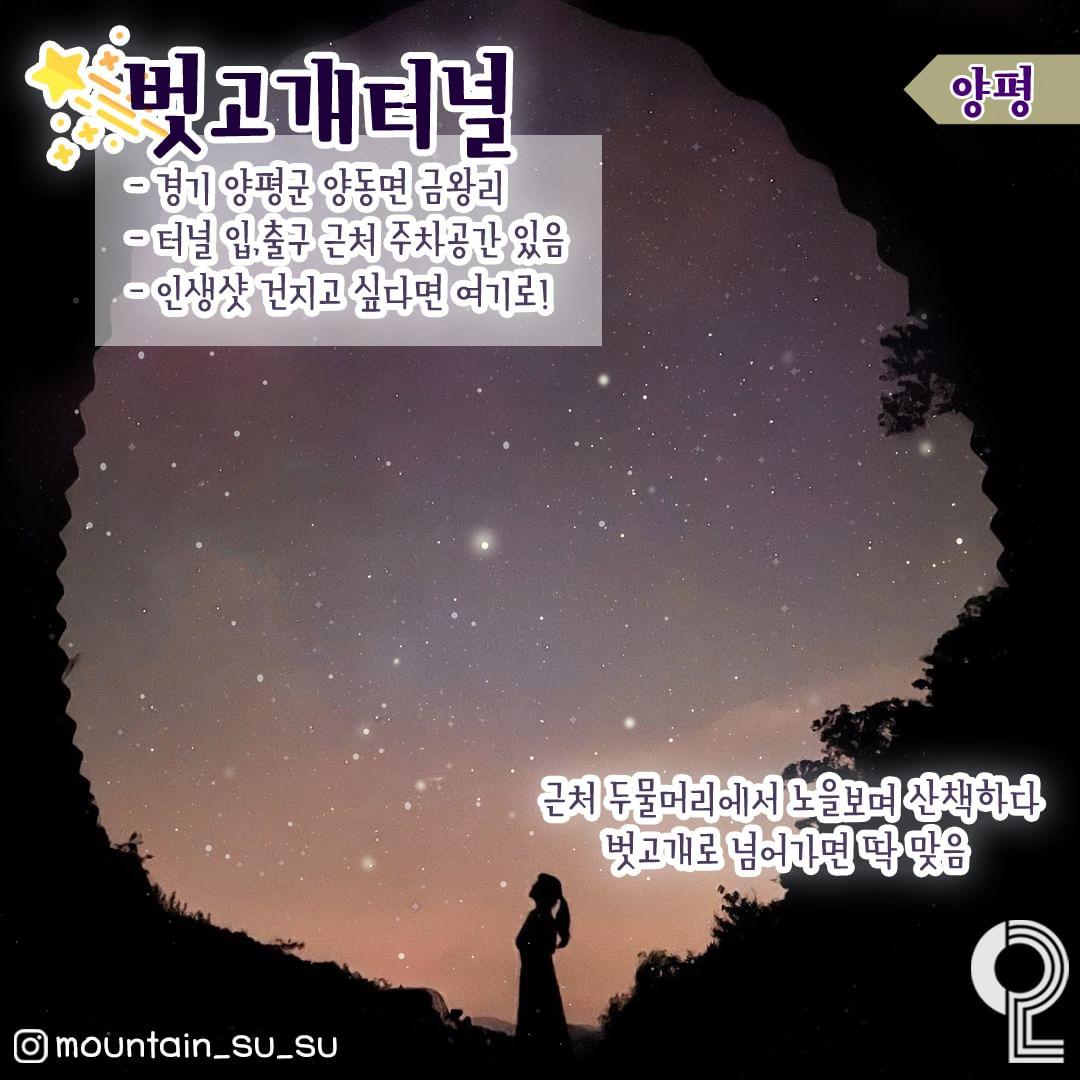 벗고개터널
양평
- 경기 양평군 양동면 금왕리
- 터널 입,출구 근처 주차공간 있음
- 인생샷 건지고 싶다면 여기로!
근처 두물머리에서 노을보며 산책하다
벗고개로 넘어가면 딱 맞음
mountain_su_su